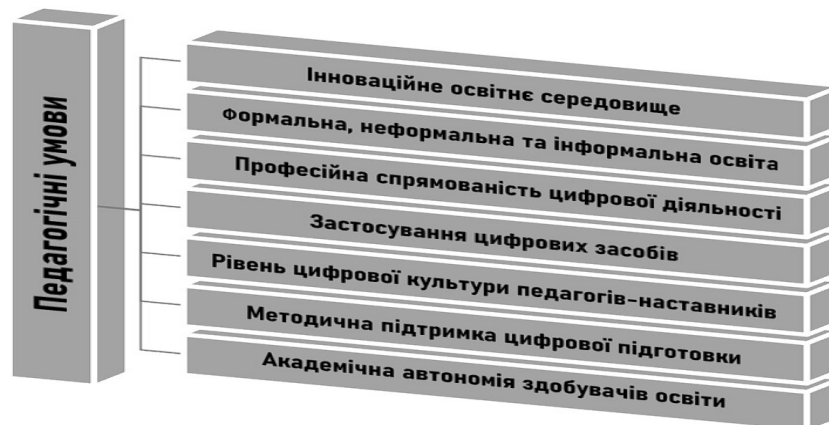 Педагогічні умови
Інноваційне освітнє середовище
Формальна, неформальна та інформальна освіта
Професійна спрямованість цифрової діяльності
Застосування цифрових засобів
Рівень цифрової культури педагогів-наставників
Методична підтримка цифрової підготовки
Академічна автономія здобувачів освіти